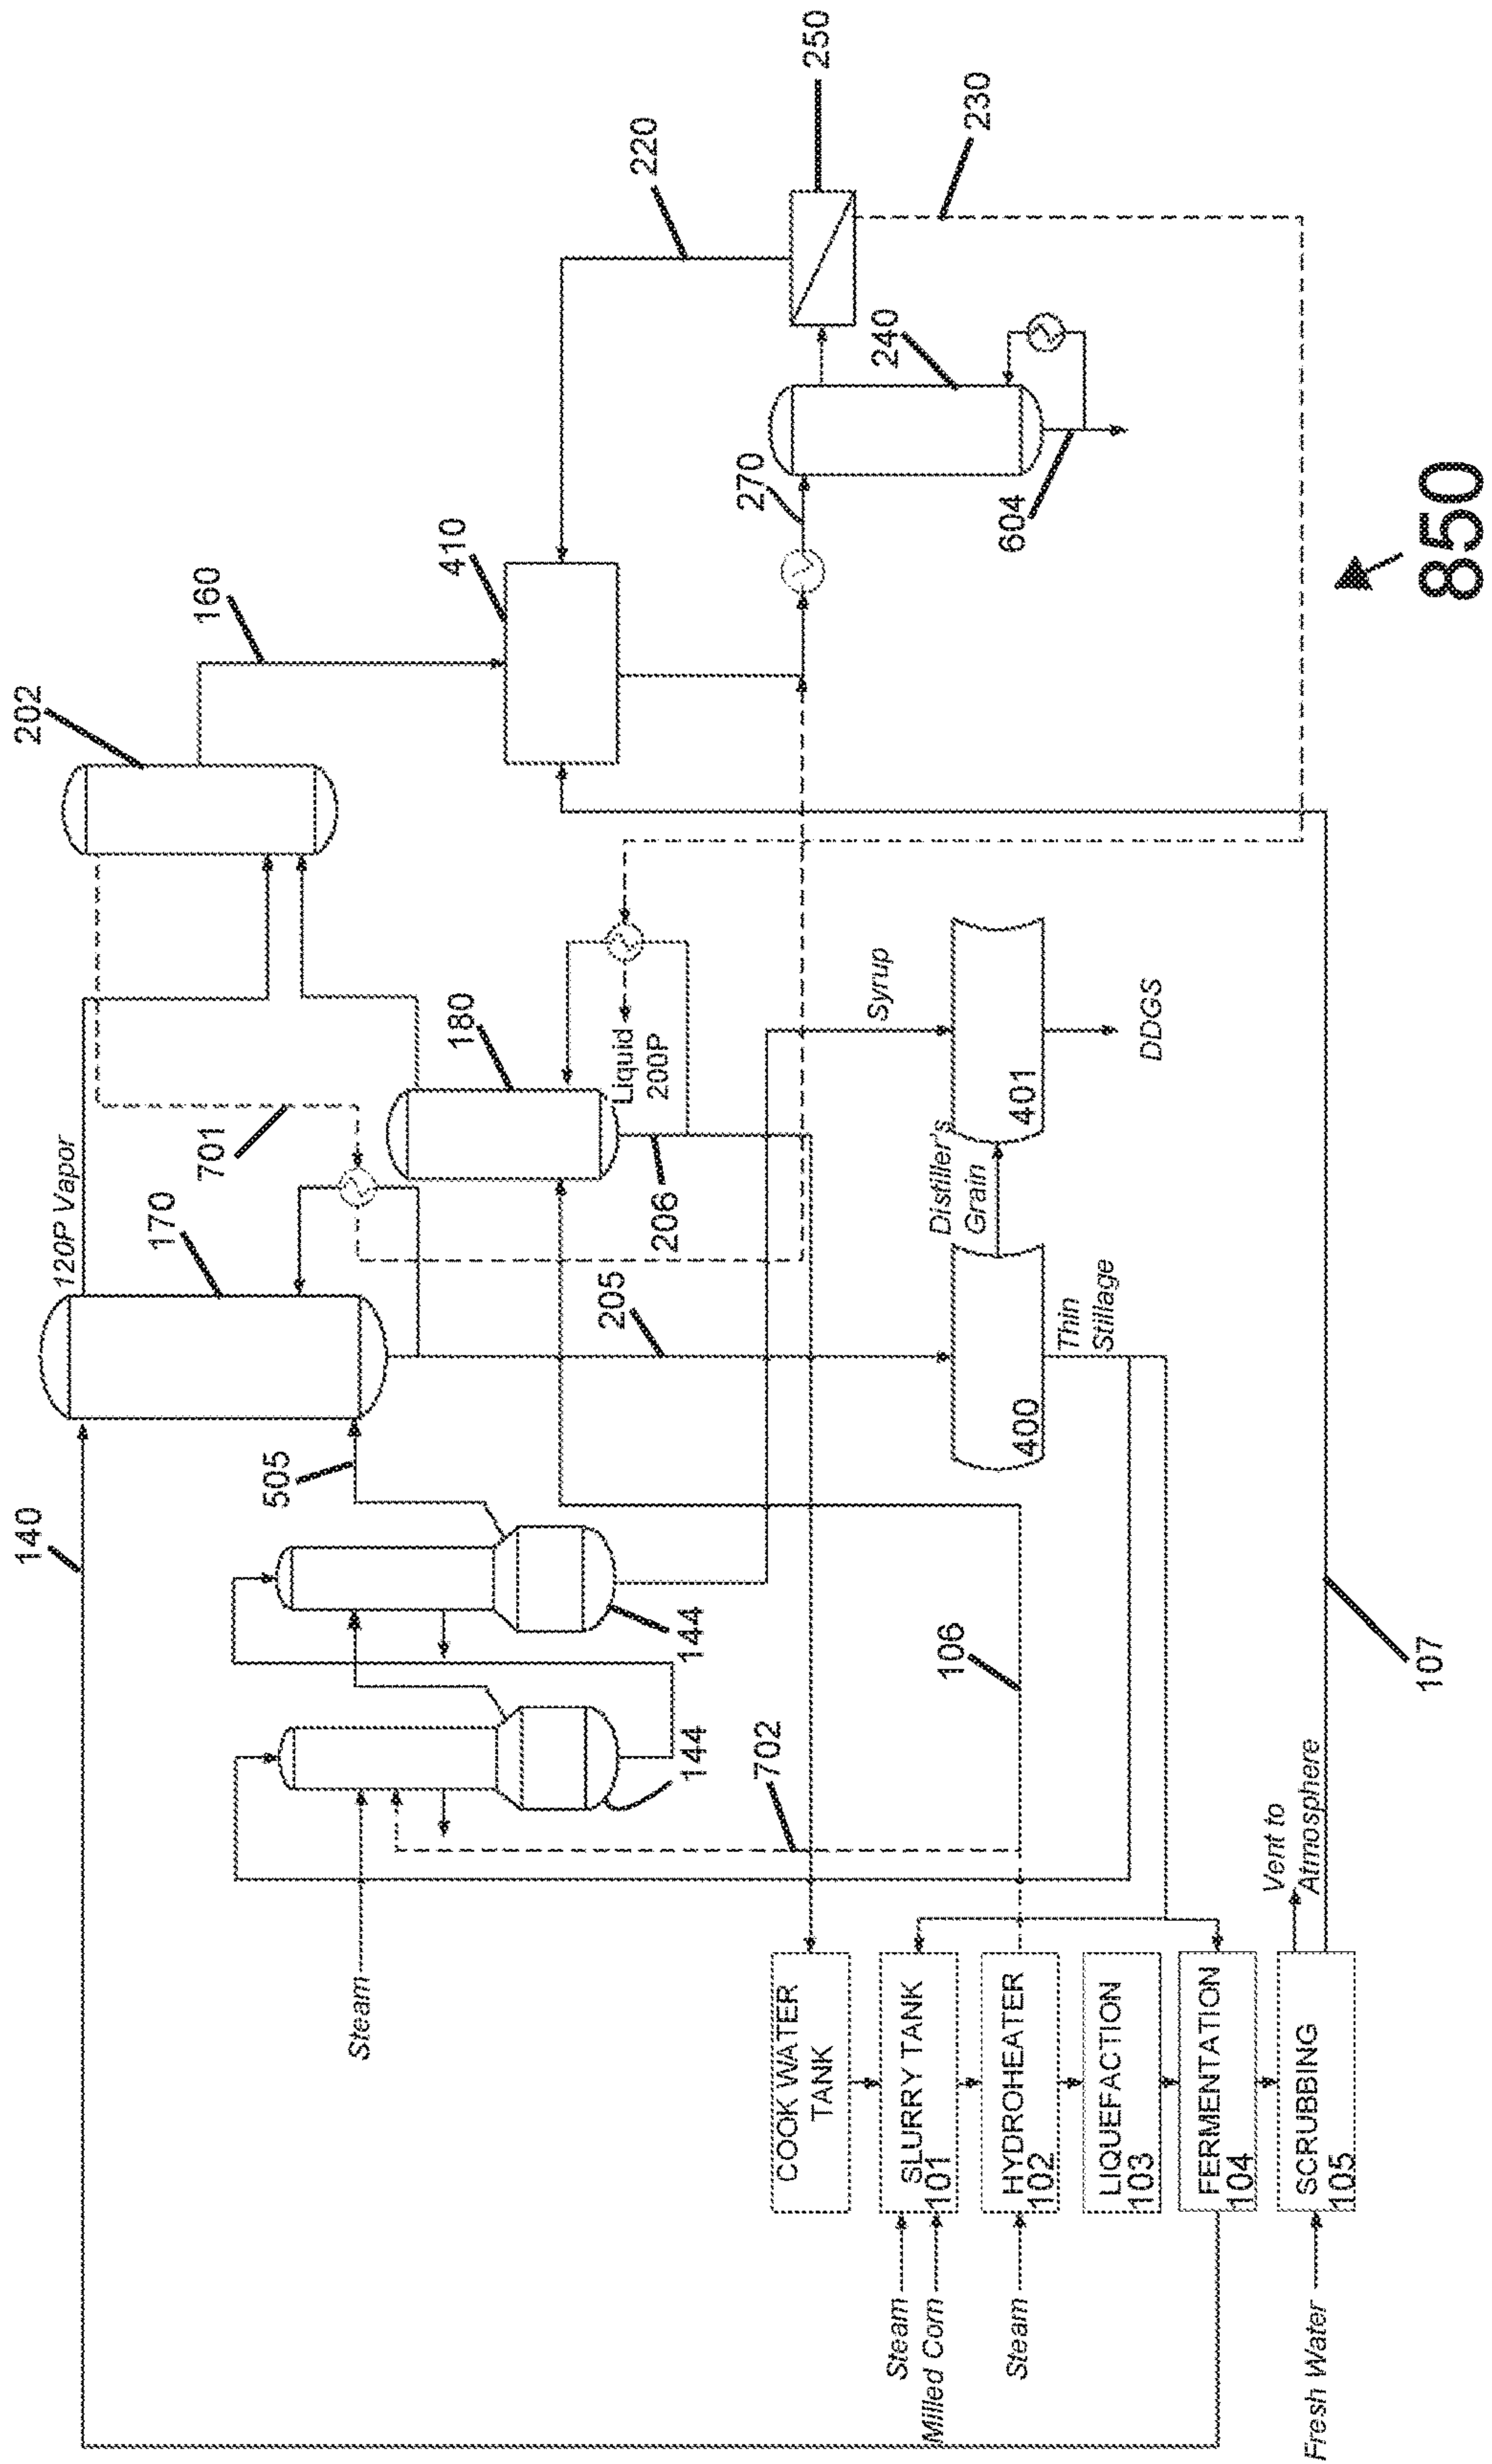 140
120P Vapor
170
701
202
160
410
220
250
230
505
205
180
206
Liquid
200P
270
240
604
144
144
702
106
Syrup
Distiller's
Grain
401
400
Thin
Stillage
DDGS
850
Steam
COOK WATER
TANK
Steam
Milled Corn
SLURRY TANK
101
Steam
HYDROHEATER
102
LIQUEFACTION
103
FERMENTATION
104
Fresh Water
SCRUBBING
105
Vent to
Atmosphere
107